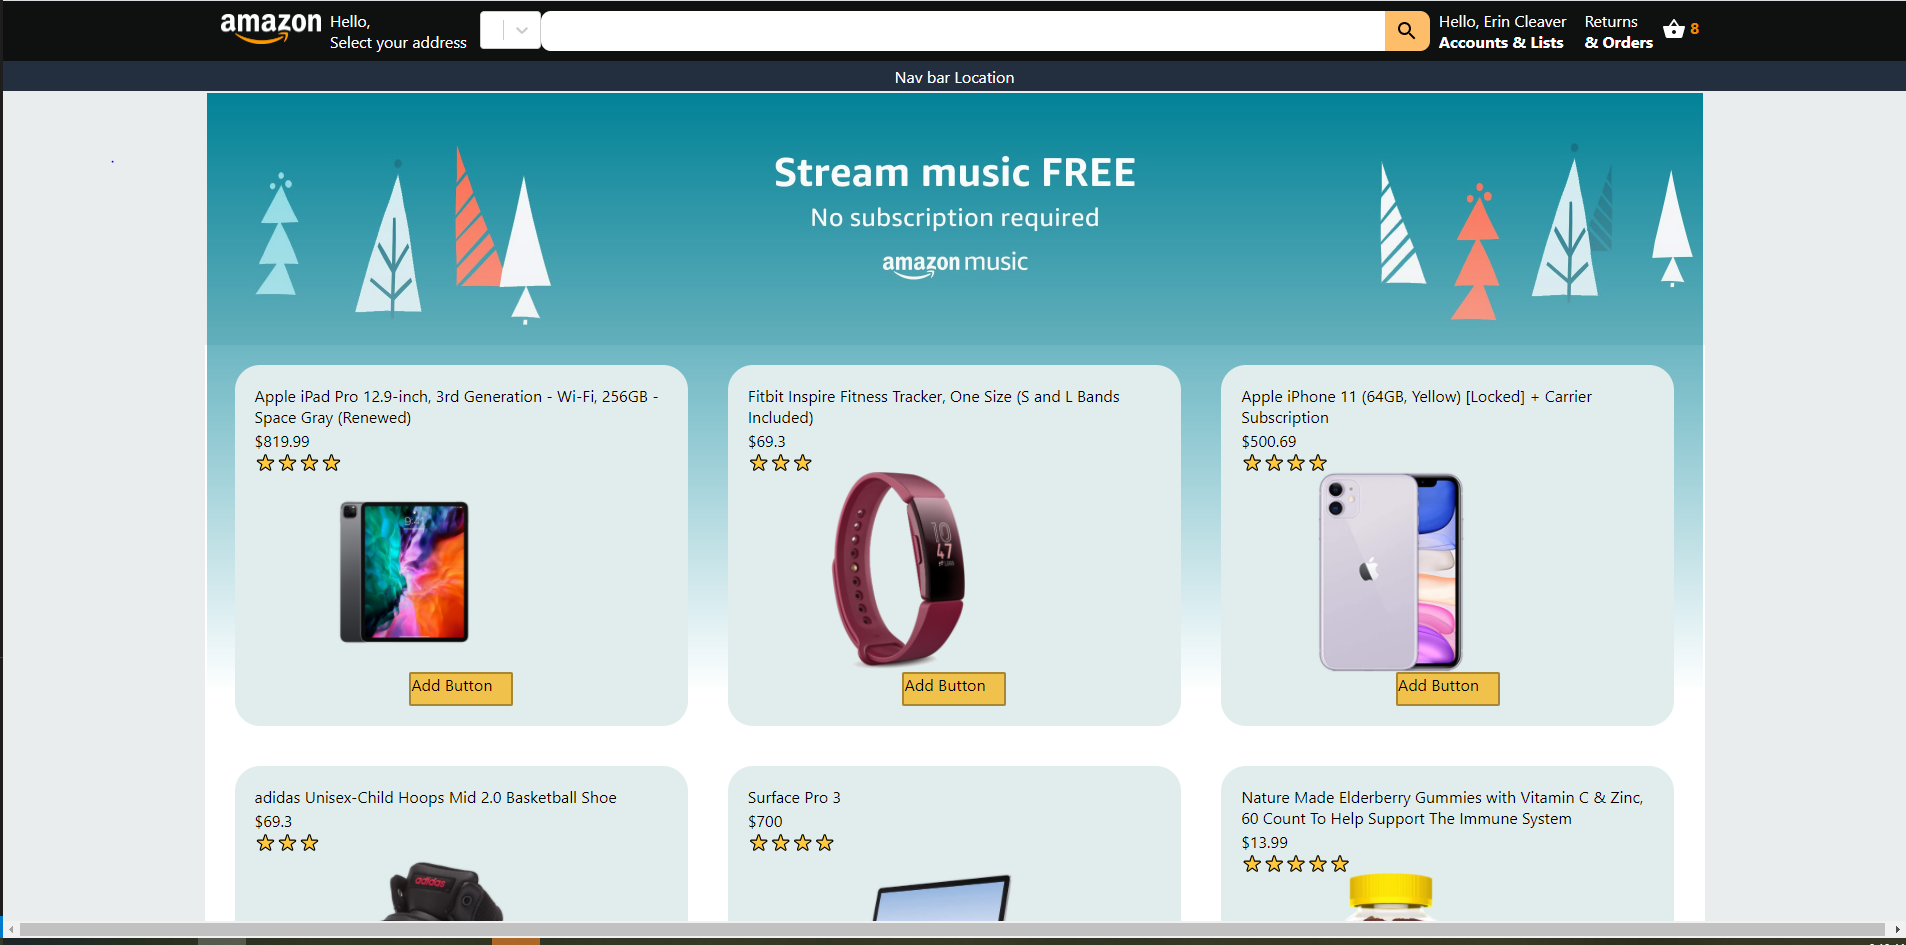 amazon
Hello,
Select your address
Hello, Erin Cleaver
Accounts & Lists
Returns
& Orders
8
Nav bar Location
Stream music FREE
No subscription required
amazon music
Apple iPad Pro 12.9-inch, 3rd Generation - Wi-Fi, 256GB -
Space Gray (Renewed)
$819.99
Add Button
Fitbit Inspire Fitness Tracker, One Size (S and L Bands
Included)
$69.3
10
47
Add Button
Apple iPhone 11 (64GB, Yellow) [Locked] + Carrier
Subscription
$500.69
Add Button
adidas Unisex-Child Hoops Mid 2.0 Basketball Shoe
$69.3
adidas
Surface Pro 3
$700
Nature Made Elderberry Gummies with Vitamin C & Zinc,
60 Count To Help Support The Immune System
$13.99